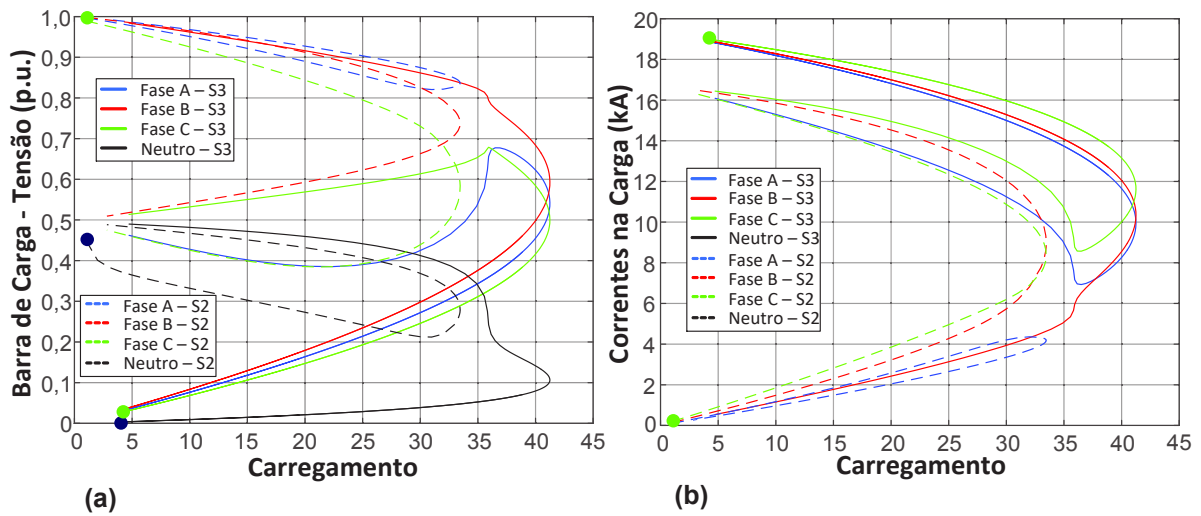 Barra de Carga - Tensão (p.u.)
1,0
0,9
0,8
0,7
0,6
0,5
0,4
0,3
0,2
0,1
0
Fase A – S3
Fase B – S3
Fase C – S3
Neutro – S3
Fase A – S2
Fase B – S2
Fase C – S2
Neutro – S2
0 5 10 15 20 25 30 35 40 45
Carregamento
(a)
Correntes na Carga (kA)
20
18
16
14
12
10
8
6
4
2
0
Fase A – S3
Fase B – S3
Fase C – S3
Neutro – S3
Fase A – S2
Fase B – S2
Fase C – S2
Neutro – S2
0 5 10 15 20 25 30 35 40 45
Carregamento
(b)